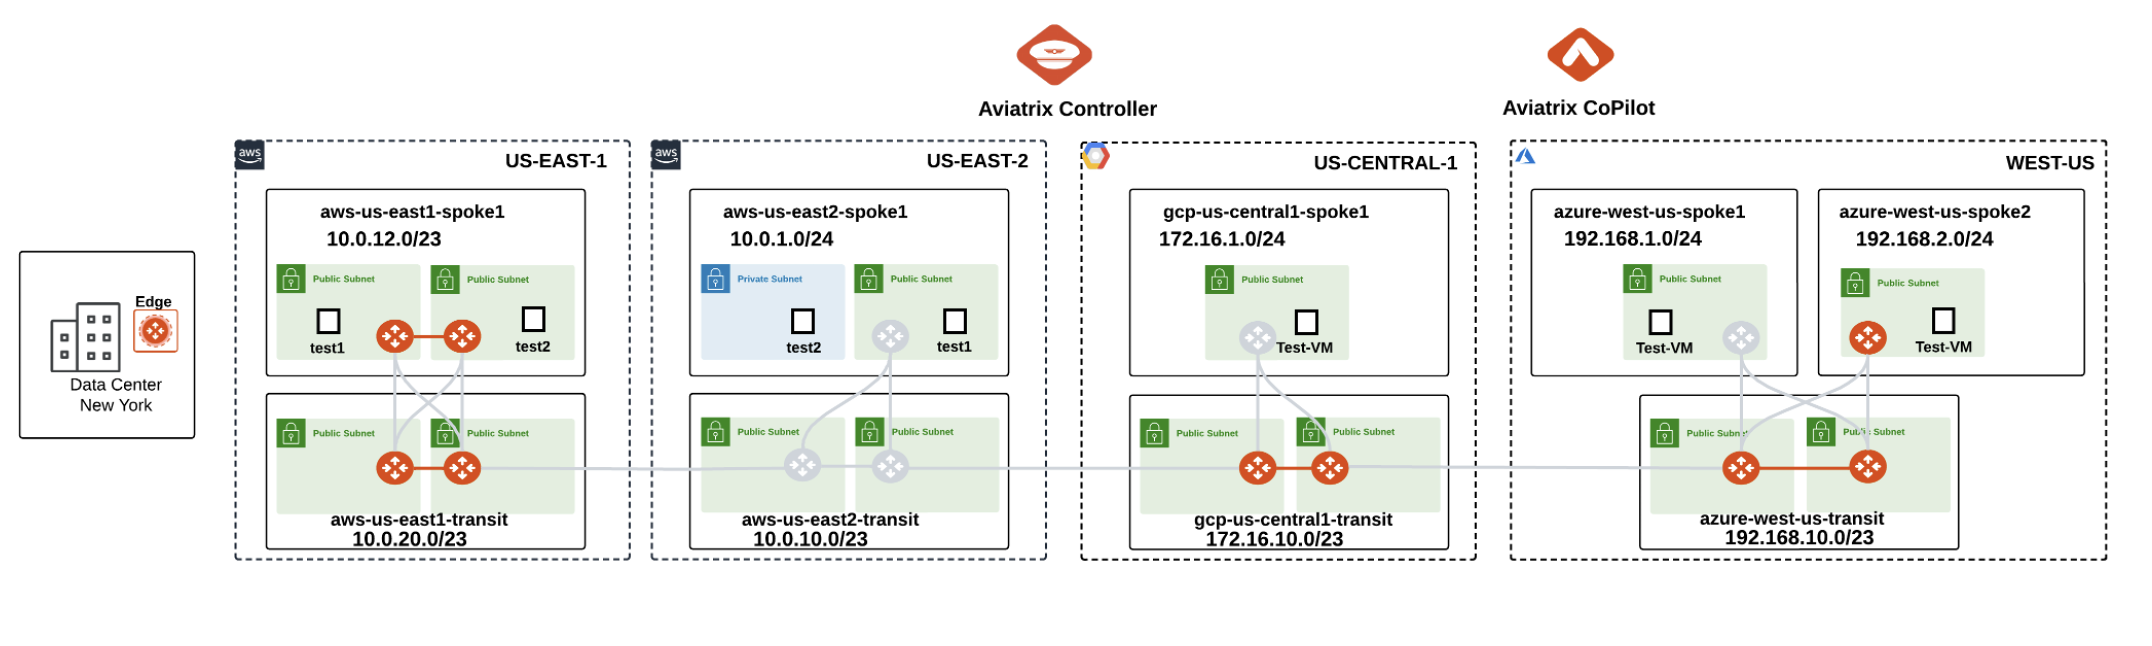 Aviatrix Controller
Aviatrix CoPilot
Edge
Data Center
New York
aws
US-EAST-1
aws-us-east1-spoke1
10.0.12.0/23
Public Subnet
Public Subnet
test1
test2
Public Subnet
Public Subnet
aws-us-east1-transit
10.0.20.0/23
aws
US-EAST-2
aws-us-east2-spoke1
10.0.1.0/24
Private Subnet
Public Subnet
test2
test1
Public Subnet
Public Subnet
aws-us-east2-transit
10.0.10.0/23
US-CENTRAL-1
gcp-us-central1-spoke1
172.16.1.0/24
Public Subnet
Test-VM
Public Subnet
Public Subnet
gcp-us-central1-transit
172.16.10.0/23
WEST-US
azure-west-us-spoke1
192.168.1.0/24
Public Subnet
Test-VM
azure-west-us-spoke2
192.168.2.0/24
Public Subnet
Test-VM
Public Subnet
Public Subnet
azure-west-us-transit
192.168.10.0/23